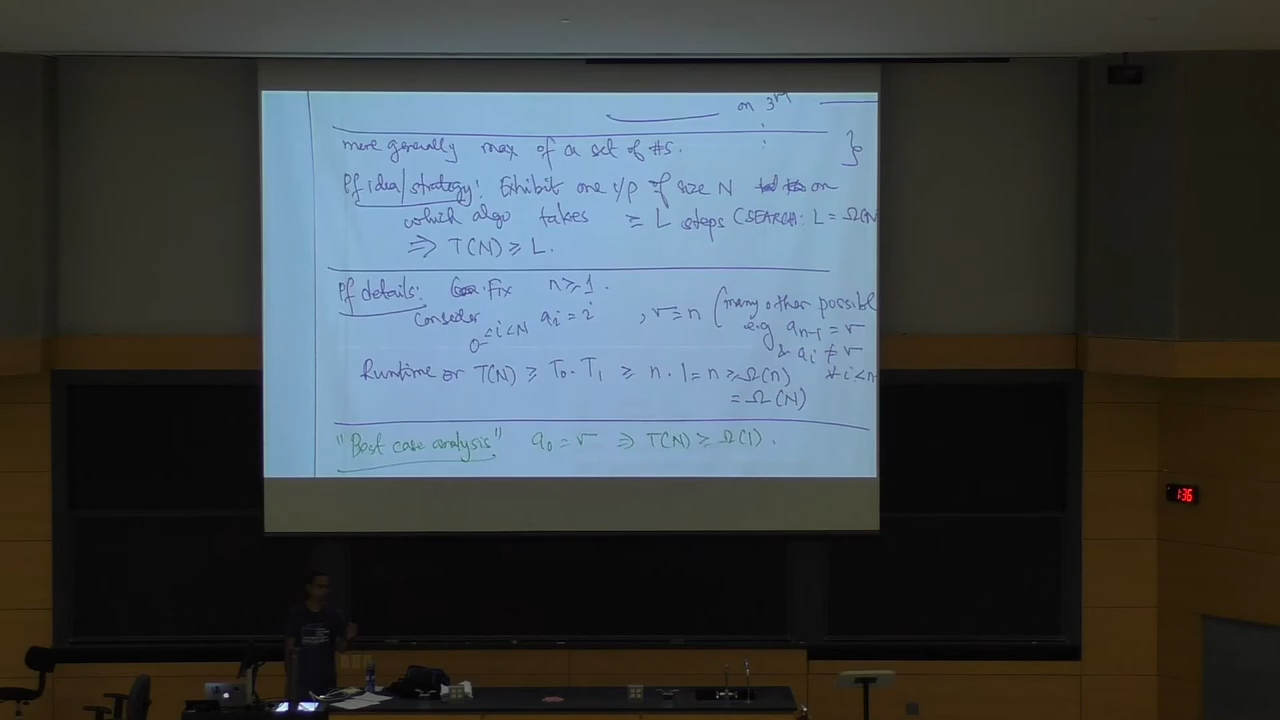 on 3rd
more generally max of a set of #s.
Pf idea/strategy: Exhibit one i/p of size N on
which algo takes ≥ L steps (SEARCH: L = Ω(N
⇒ T(N) ≥ L.
Pf details: Fix n ≥ 1.
Consider a_i = i , v = n (many other possible
0 ≤ i < N e.g a_{n-1} = v
& a_i ≠ v
Runtime T(N) ≥ T_0 · T_1 ≥ n · 1 = n ≥ Ω(n) ∀ i < n
= Ω(N)
"Best case analysis" a_0 = v ⇒ T(N) ≥ Ω(1).
1:36